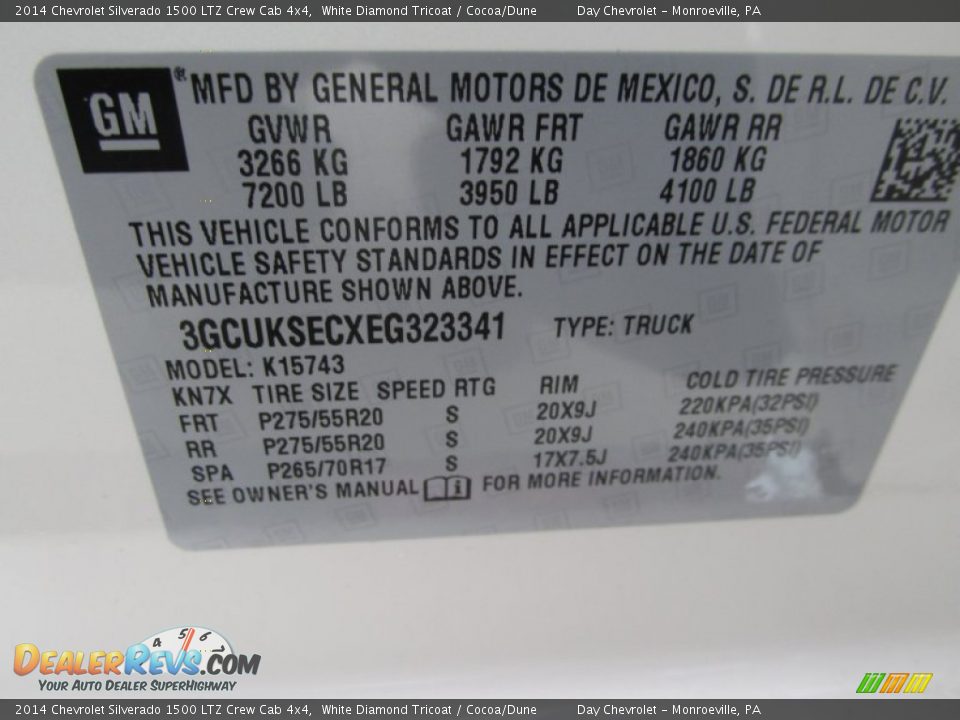 2014 Chevrolet Silverado 1500 LTZ Crew Cab 4x4, White Diamond Tricoat / Cocoa/Dune Day Chevrolet - Monroeville, PA
GM ® MFD BY GENERAL MOTORS DE MEXICO, S. DE R.L. DE C.V.
GVWR GAWR FRT GAWR RR
3266 KG 1792 KG 1860 KG
7200 LB 3950 LB 4100 LB
THIS VEHICLE CONFORMS TO ALL APPLICABLE U.S. FEDERAL MOTOR
VEHICLE SAFETY STANDARDS IN EFFECT ON THE DATE OF
MANUFACTURE SHOWN ABOVE.
3GCUKSECXEG323341 TYPE: TRUCK
MODEL: K15743
KN7X TIRE SIZE SPEED RTG RIM COLD TIRE PRESSURE
FRT P275/55R20 S 20X9J 220KPA(32PSI)
RR P275/55R20 S 20X9J 240KPA(35PSI)
SPA P265/70R17 S 17X7.5J 240KPA(35PSI)
SEE OWNER'S MANUAL i FOR MORE INFORMATION.
4 5 6 7
DEALERREVS.COM
YOUR AUTO DEALER SUPERHIGHWAY
2014 Chevrolet Silverado 1500 LTZ Crew Cab 4x4, White Diamond Tricoat / Cocoa/Dune Day Chevrolet - Monroeville, PA